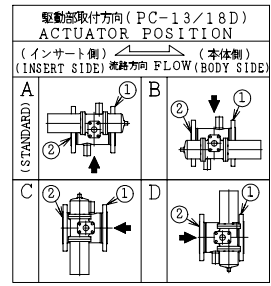 駆動部取付方向(PC-13/18D)
ACTUATOR POSITION
(インサート側) (本体側)
(INSERT SIDE) 流路方向 FLOW (BODY SIDE)
A
(STANDARD)
①
②
B
①
②
C
②
①
D
①
②